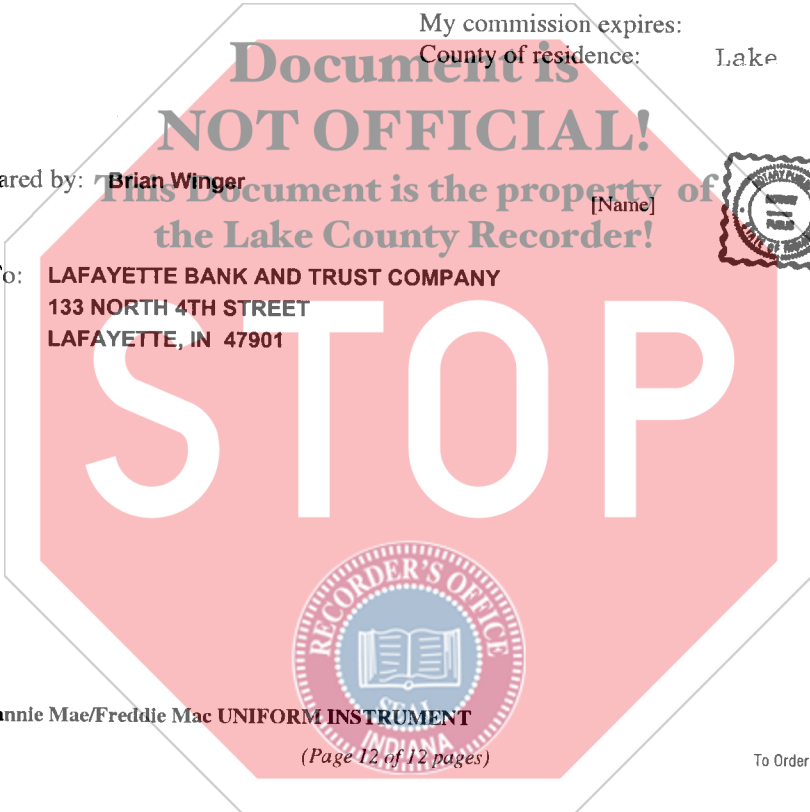 My commission expires:
County of residence: Lake
Document is
NOT OFFICIAL!
ared by: Brian Winger
This Document is the property of
[Name]
the Lake County Recorder!
o: LAFAYETTE BANK AND TRUST COMPANY
133 NORTH 4TH STREET
LAFAYETTE, IN 47901
STOP
RECORDER'S OFFICE
SEAL
INDIANA
annie Mae/Freddie Mac UNIFORM INSTRUMENT
(Page 12 of 12 pages)
To Order